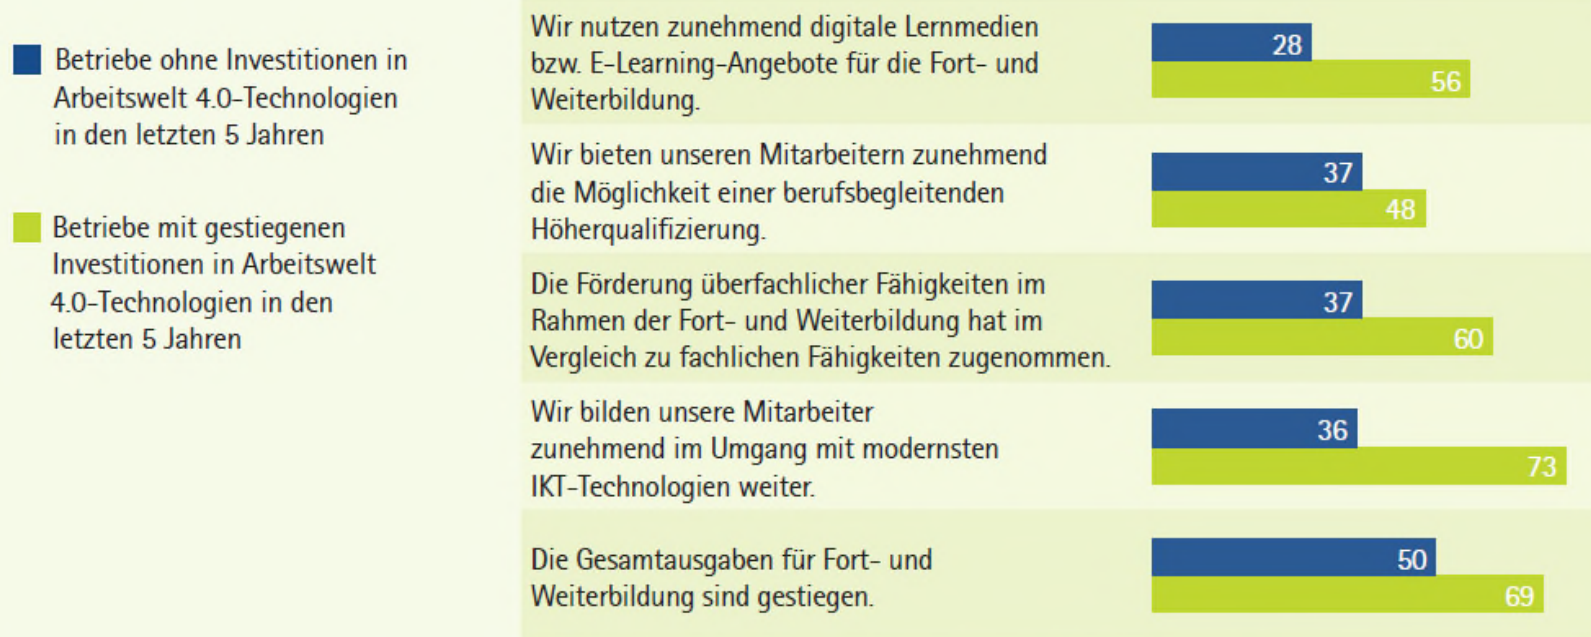 Betriebe ohne Investitionen in
Arbeitswelt 4.0-Technologien
in den letzten 5 Jahren
Betriebe mit gestiegenen
Investitionen in Arbeitswelt
4.0-Technologien in den
letzten 5 Jahren
Wir nutzen zunehmend digitale Lernmedien
bzw. E-Learning-Angebote für die Fort- und
Weiterbildung.
28
56
Wir bieten unseren Mitarbeitern zunehmend
die Möglichkeit einer berufsbegleitenden
Höherqualifizierung.
37
48
Die Förderung überfachlicher Fähigkeiten im
Rahmen der Fort- und Weiterbildung hat im
Vergleich zu fachlichen Fähigkeiten zugenommen.
37
60
Wir bilden unsere Mitarbeiter
zunehmend im Umgang mit modernsten
IKT-Technologien weiter.
36
73
Die Gesamtausgaben für Fort- und
Weiterbildung sind gestiegen.
50
69